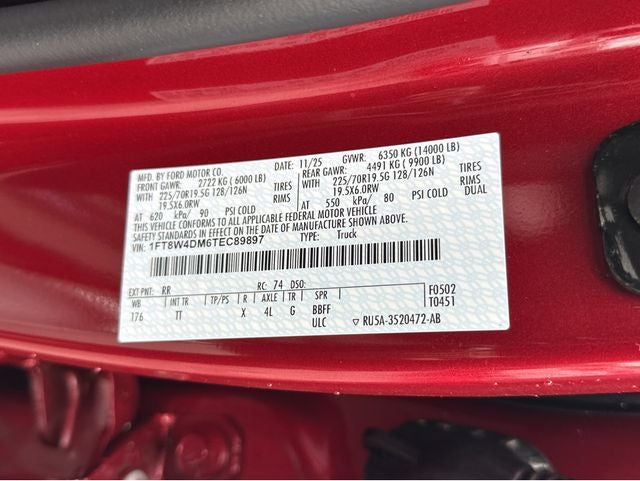 MFD. BY FORD MOTOR CO. DATE: 11/25 GVWR: 6350 KG (14000 LB)
FRONT GAWR: 2722 KG (6000 LB) REAR GAWR: 4491 KG (9900 LB)
WITH 225/70R19.5G 128/126N TIRES WITH 225/70R19.5G 128/126N TIRES
19.5X6.0RW RIMS 19.5X6.0RW RIMS
AT 620 kPa/ 90 PSI COLD AT 550 kPa/ 80 PSI COLD DUAL
THIS VEHICLE CONFORMS TO ALL APPLICABLE FEDERAL MOTOR VEHICLE
SAFETY STANDARDS IN EFFECT ON THE DATE OF MANUFACTURE SHOWN ABOVE.
VIN: 1FT8W4DM6TEC89897 TYPE: Truck
EXT PNT: RR RC: 74 DSO: F0502
WB INT TR TP/PS R AXLE TR SPR T0451
176 TT X 4L G BBFF
ULC ▽ RU5A-3520472-AB